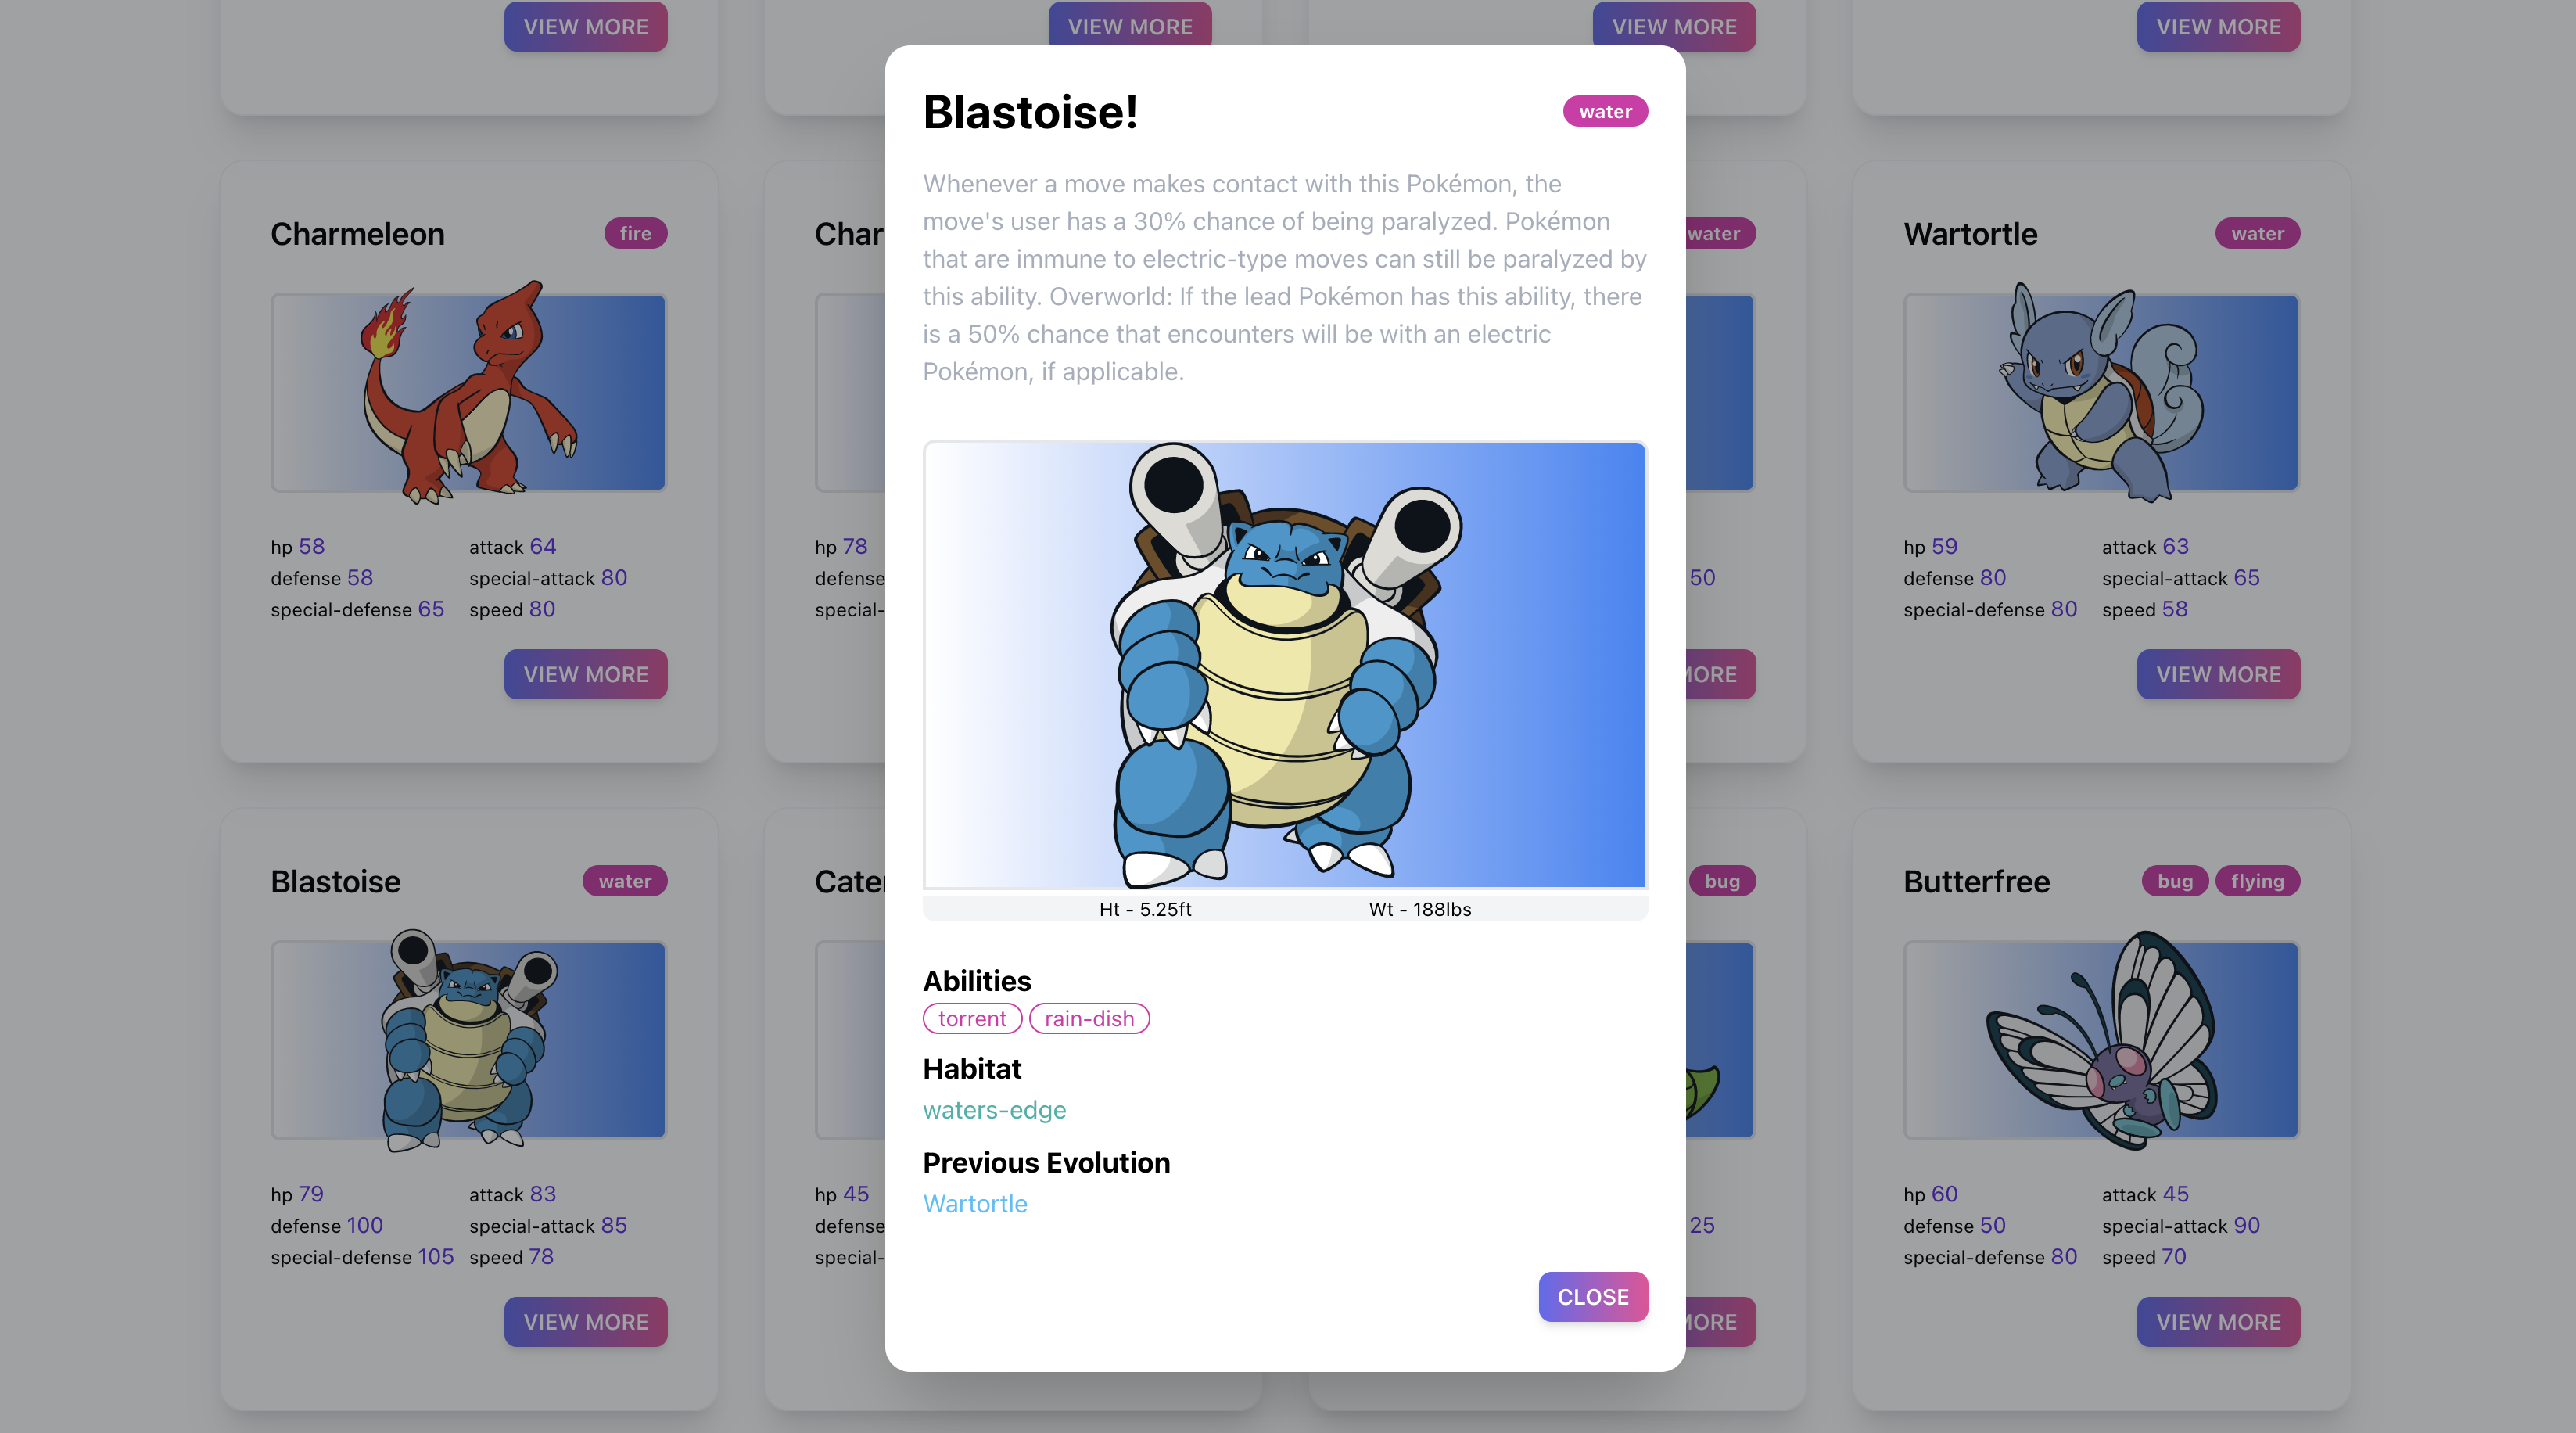 VIEW MORE
VIEW MORE
VIEW MORE
VIEW MORE
Blastoise!
water
Whenever a move makes contact with this Pokémon, the
move's user has a 30% chance of being paralyzed. Pokémon
that are immune to electric-type moves can still be paralyzed by
this ability. Overworld: If the lead Pokémon has this ability, there
is a 50% chance that encounters will be with an electric
Pokémon, if applicable.
Ht - 5.25ft
Wt - 188lbs
Abilities
torrent
rain-dish
Habitat
waters-edge
Previous Evolution
Wartortle
CLOSE
Charmeleon
fire
hp 58
attack 64
defense 58
special-attack 80
special-defense 65
speed 80
VIEW MORE
Char
hp 78
defense
special-
water
50
MORE
Wartortle
water
hp 59
attack 63
defense 80
special-attack 65
special-defense 80
speed 58
VIEW MORE
Blastoise
water
hp 79
attack 83
defense 100
special-attack 85
special-defense 105
speed 78
VIEW MORE
Cate
hp 45
defense
special-
bug
25
MORE
Butterfree
bug
flying
hp 60
attack 45
defense 50
special-attack 90
special-defense 80
speed 70
VIEW MORE